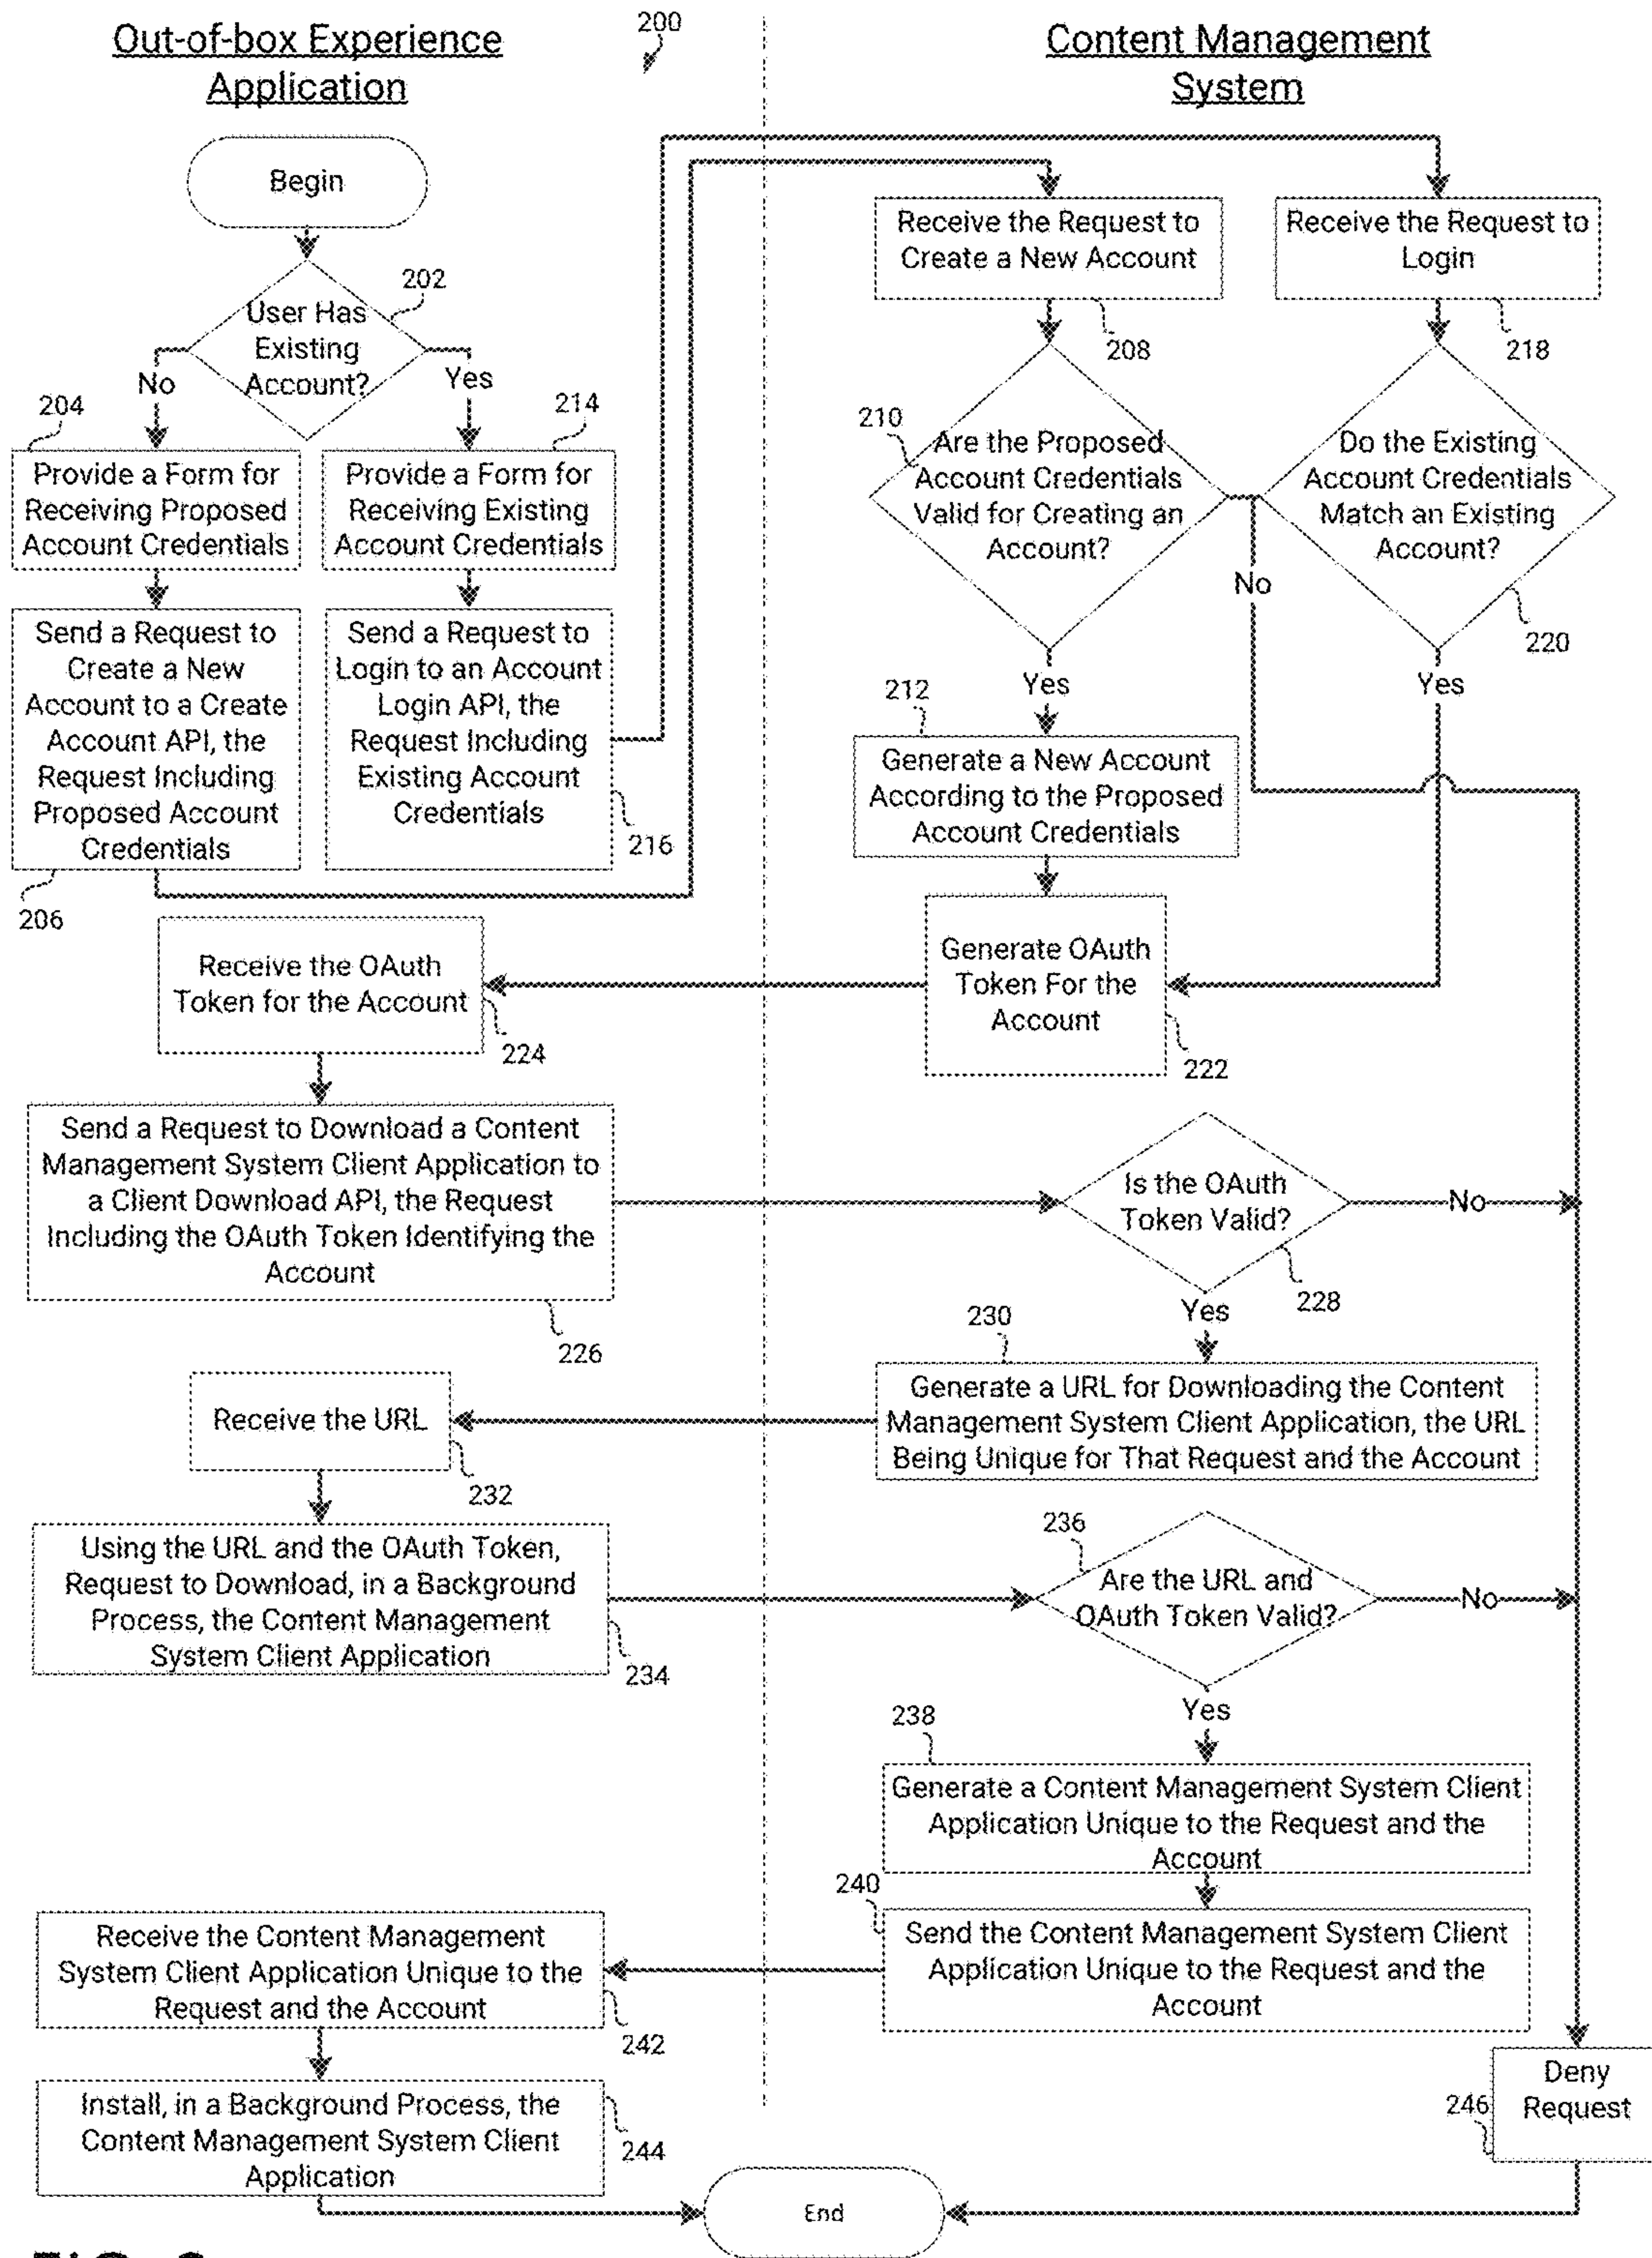 Out-of-box Experience
Application
200
Content Management
System
Begin
202
User Has
Existing
Account?
No
Yes
204
Provide a Form for
Receiving Proposed
Account Credentials
214
Provide a Form for
Receiving Existing
Account Credentials
Send a Request to
Create a New
Account to a Create
Account API, the
Request Including
Proposed Account
Credentials
206
Send a Request to
Login to an Account
Login API, the
Request Including
Existing Account
Credentials
216
Receive the Request to
Create a New Account
208
Receive the Request to
Login
218
210
Are the Proposed
Account Credentials
Valid for Creating an
Account?
Do the Existing
Account Credentials
Match an Existing
Account?
220
No
Yes
Yes
212
Generate a New Account
According to the Proposed
Account Credentials
Generate OAuth
Token For the
Account
222
Receive the OAuth
Token for the Account
224
Send a Request to Download a Content
Management System Client Application to
a Client Download API, the Request
Including the OAuth Token Identifying the
Account
226
Is the OAuth
Token Valid?
No
228
Yes
230
Generate a URL for Downloading the Content
Management System Client Application, the URL
Being Unique for That Request and the Account
Receive the URL
232
Using the URL and the OAuth Token,
Request to Download, in a Background
Process, the Content Management
System Client Application
234
236
Are the URL and
OAuth Token Valid?
No
Yes
238
Generate a Content Management System Client
Application Unique to the Request and the
Account
240
Send the Content Management System Client
Application Unique to the Request and the
Account
Receive the Content Management
System Client Application Unique to the
Request and the Account
242
Install, in a Background Process, the
Content Management System Client
Application
244
Deny
Request
246
End